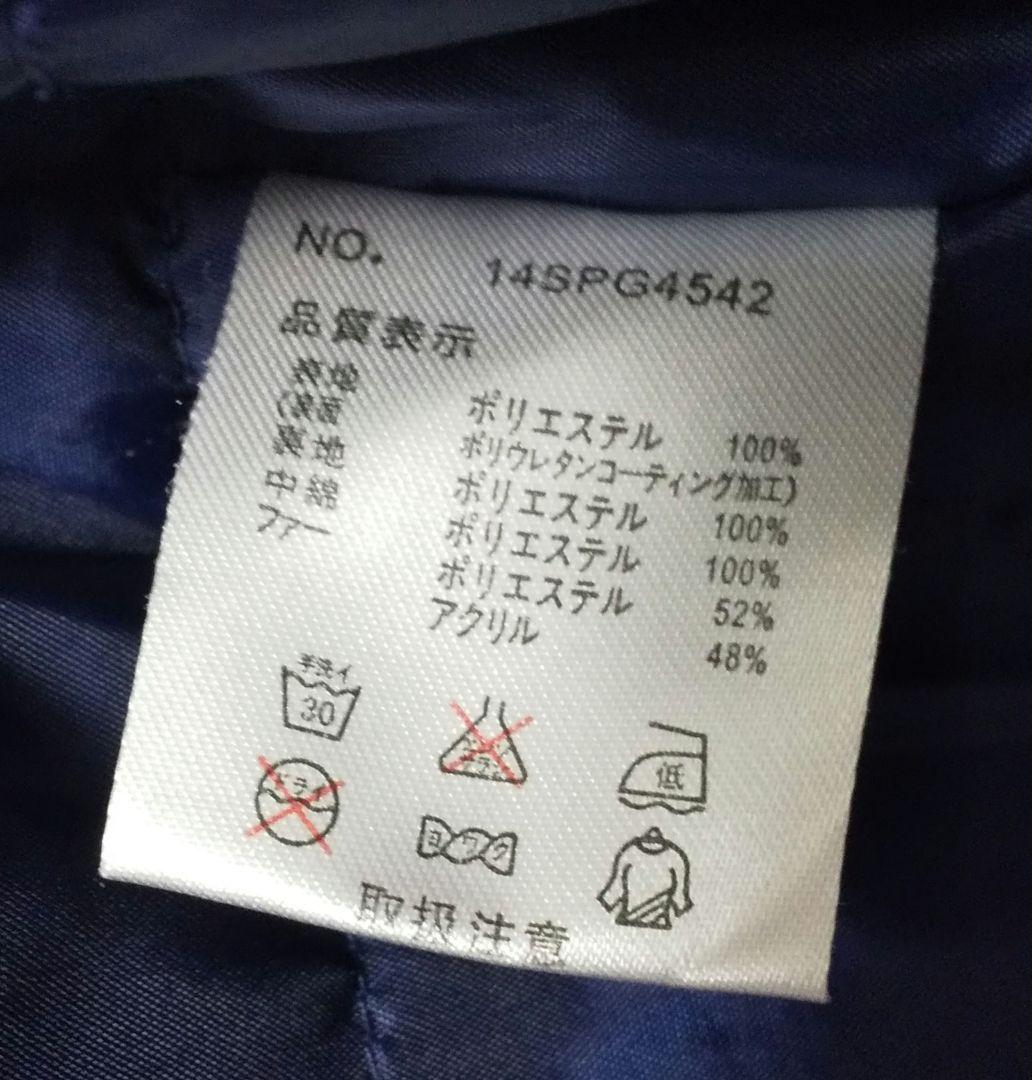 NO. 14SPG4542
品質表示
表地 ポリエステル 100%
(表面 ポリウレタンコーティング加工)
裏地 ポリエステル 100%
中綿 ポリエステル 100%
ファー ポリエステル 52%
アクリル 48%
手洗イ
30
低
ドライ
ヨワク
取扱注意